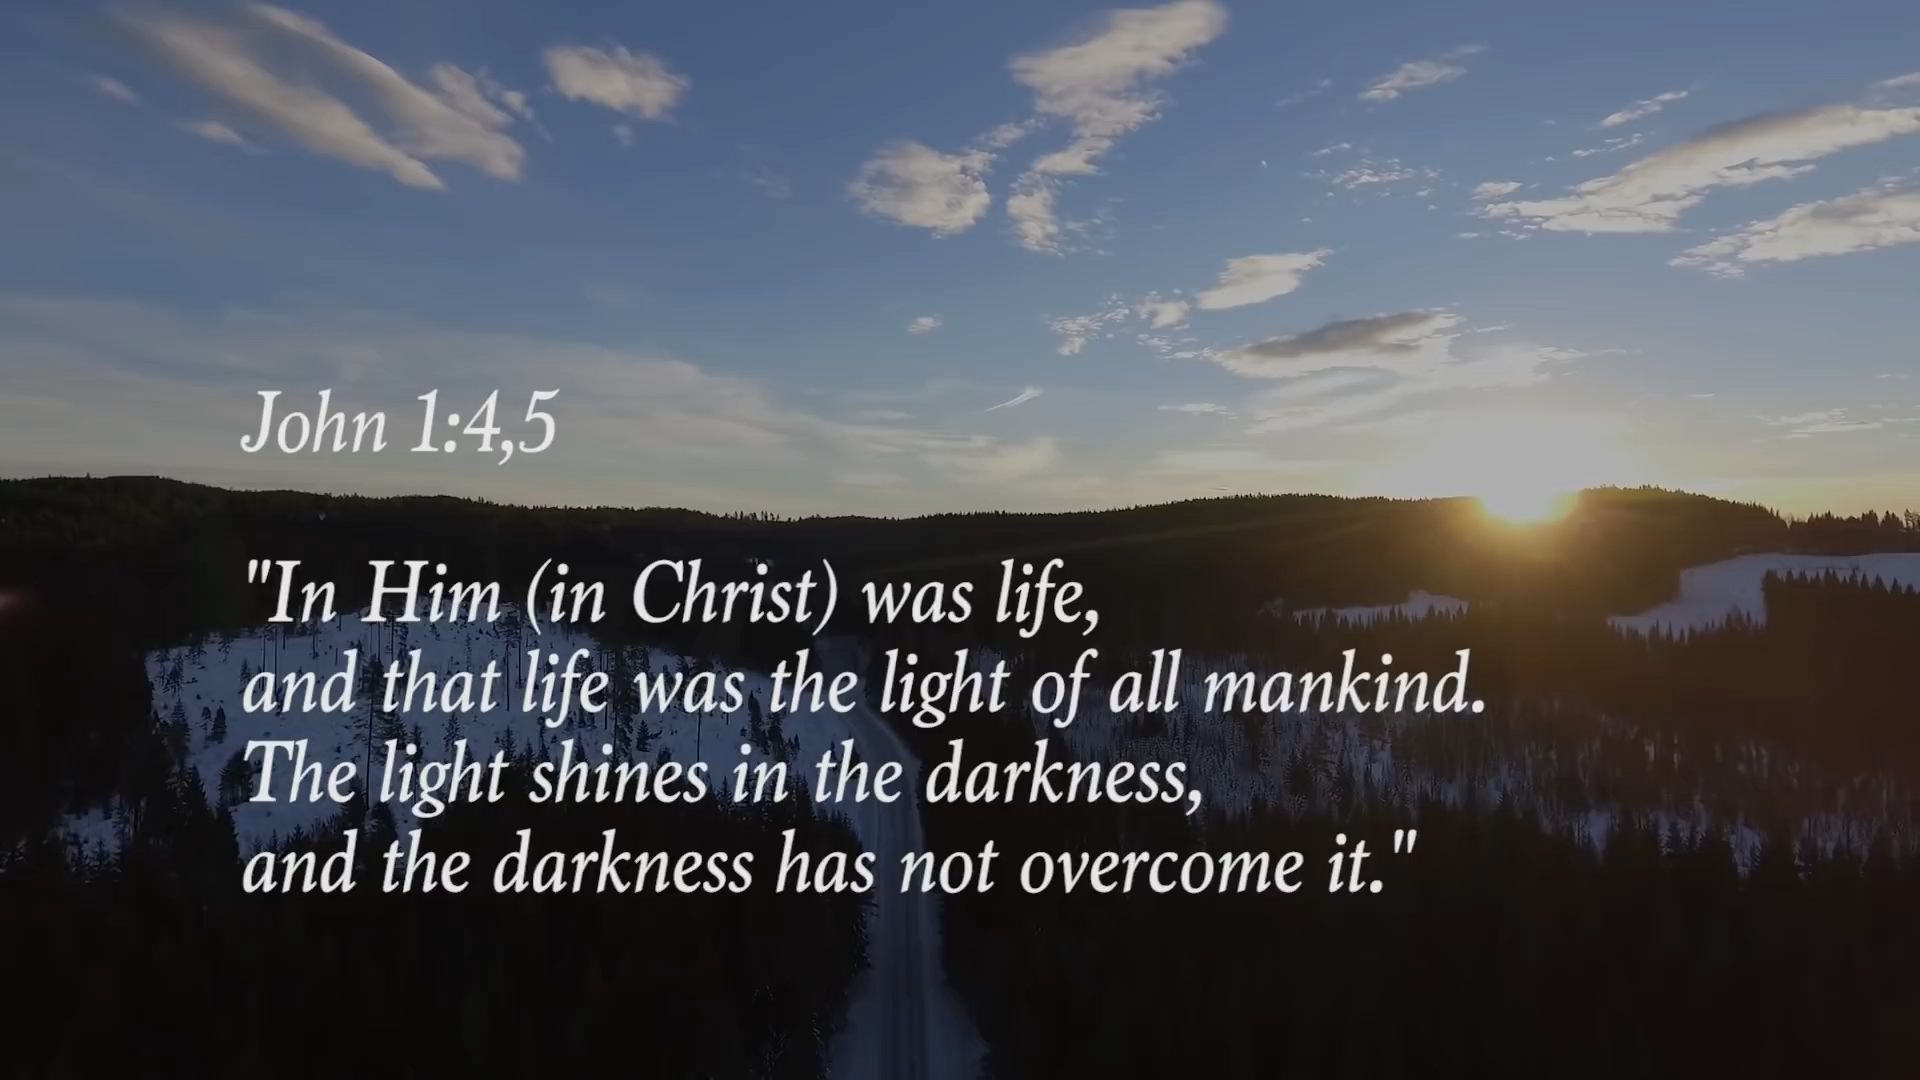 John 1:4,5
"In Him (in Christ) was life,
and that life was the light of all mankind.
The light shines in the darkness,
and the darkness has not overcome it."